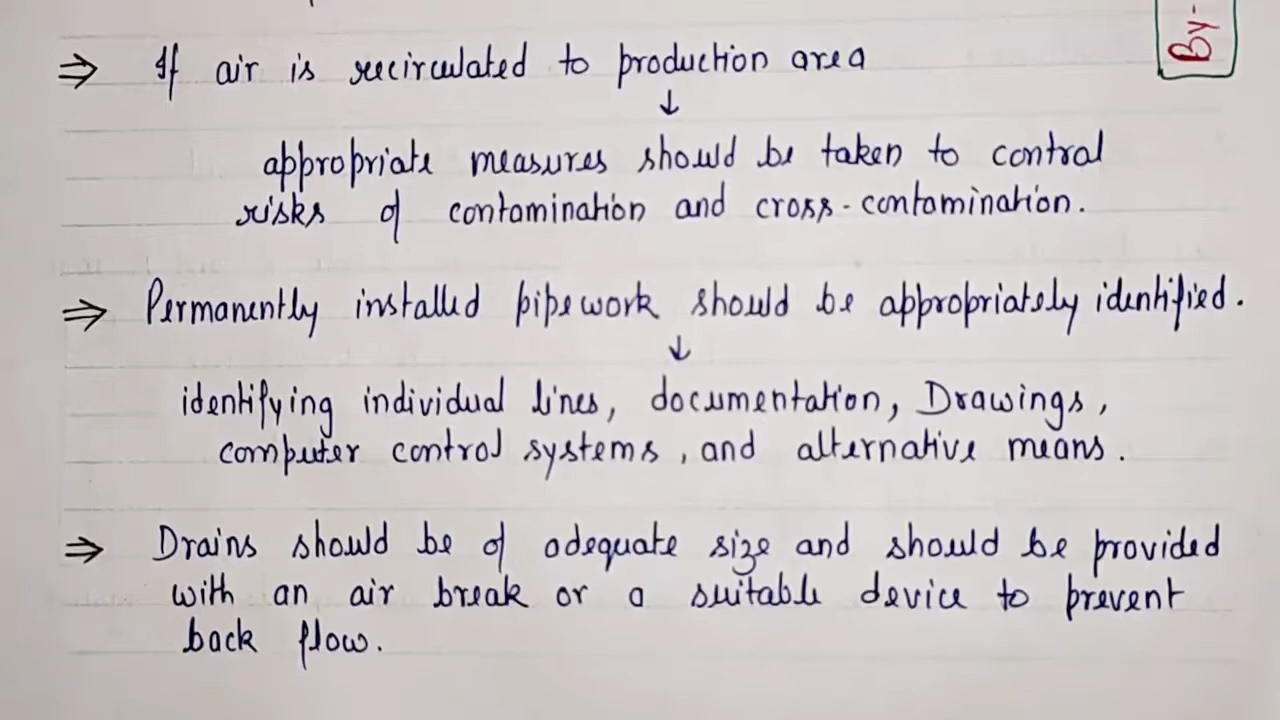 By-
⇒ If air is recirculated to production area
↓
appropriate measures should be taken to control
risks of contamination and cross-contamination.
⇒ Permanently installed pipework should be appropriately identified.
↓
identifying individual lines, documentation, Drawings,
computer control systems, and alternative means.
⇒ Drains should be of adequate size and should be provided
with an air break or a suitable device to prevent
back flow.